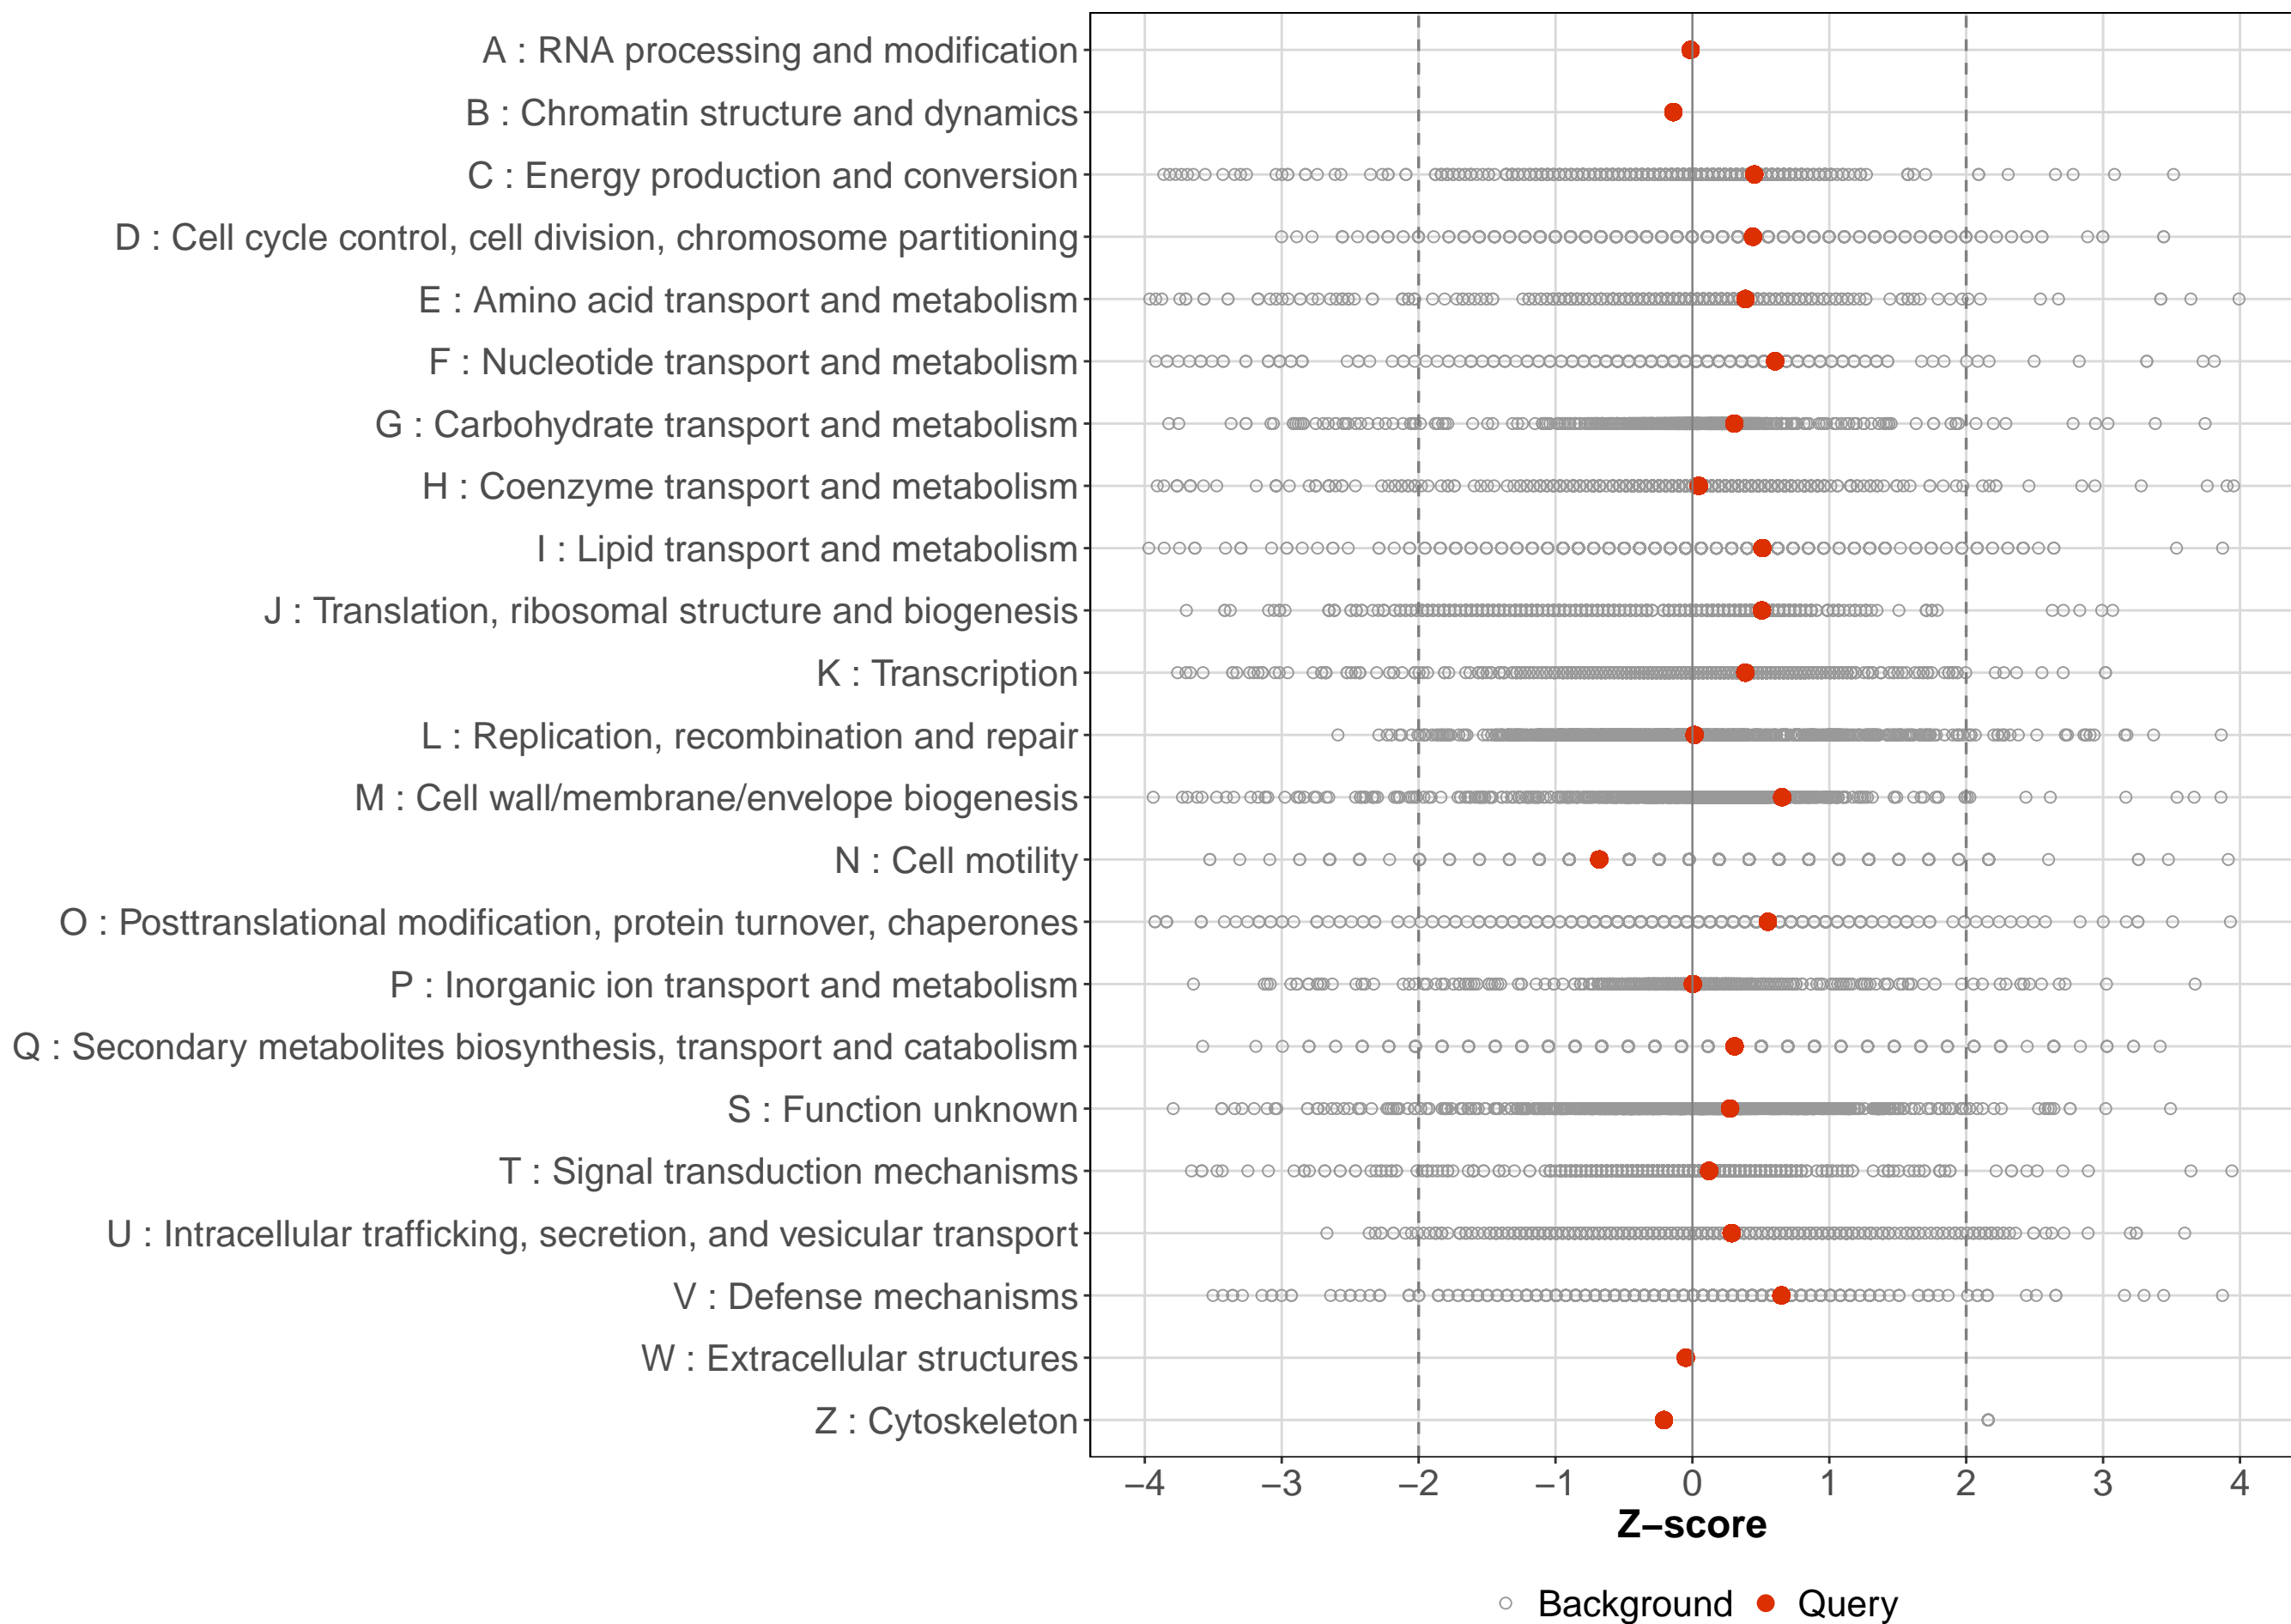 A : RNA processing and modification
B : Chromatin structure and dynamics
C : Energy production and conversion
D : Cell cycle control, cell division, chromosome partitioning
E : Amino acid transport and metabolism
F : Nucleotide transport and metabolism
G : Carbohydrate transport and metabolism
H : Coenzyme transport and metabolism
I : Lipid transport and metabolism
J : Translation, ribosomal structure and biogenesis
K : Transcription
L : Replication, recombination and repair
M : Cell wall/membrane/envelope biogenesis
N : Cell motility
O : Posttranslational modification, protein turnover, chaperones
P : Inorganic ion transport and metabolism
Q : Secondary metabolites biosynthesis, transport and catabolism
S : Function unknown
T : Signal transduction mechanisms
U : Intracellular trafficking, secretion, and vesicular transport
V : Defense mechanisms
W : Extracellular structures
Z : Cytoskeleton
−4 −3 −2 −1 0 1 2 3 4
Z−score
Background Query